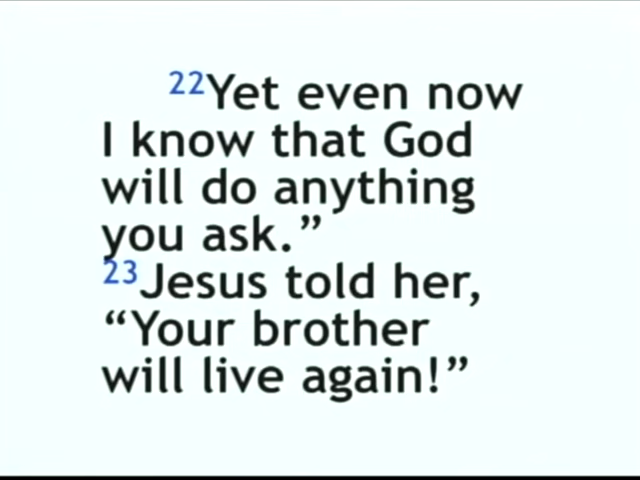 22Yet even now
I know that God
will do anything
you ask.”
23Jesus told her,
“Your brother
will live again!”